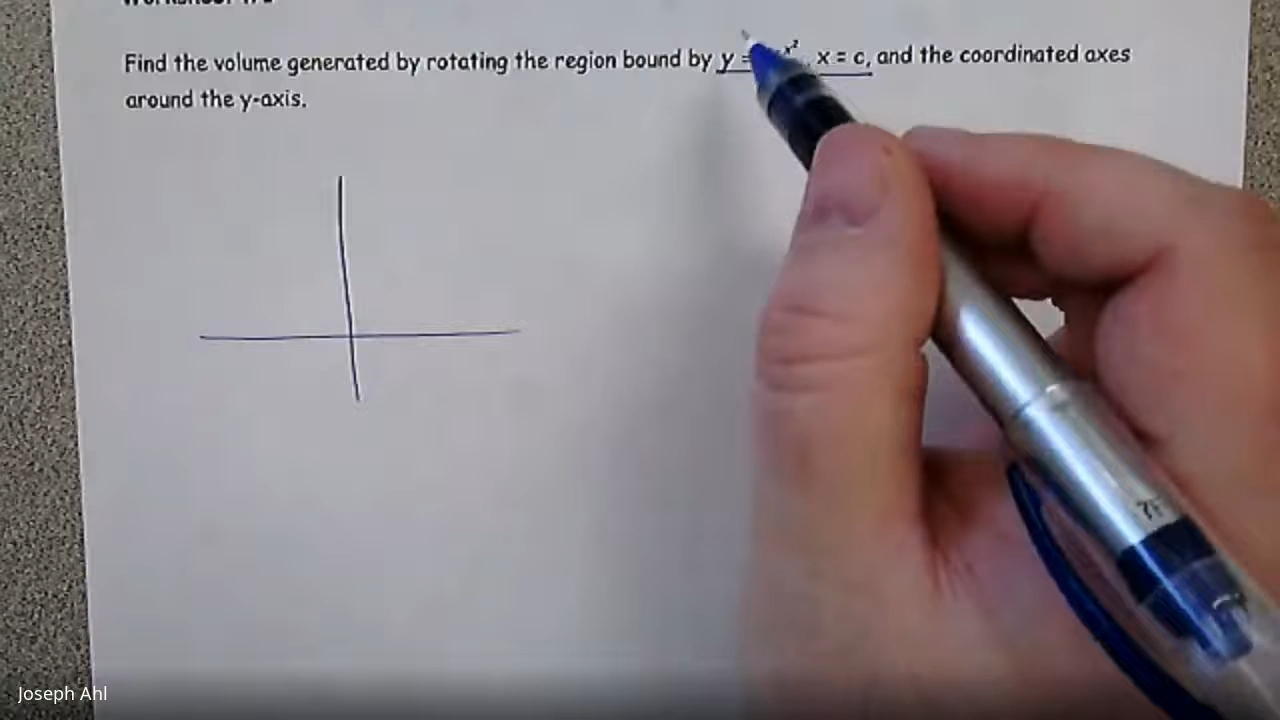 Find the volume generated by rotating the region bound by y = x², x = c, and the coordinated axes
around the y-axis.
Joseph Ahl